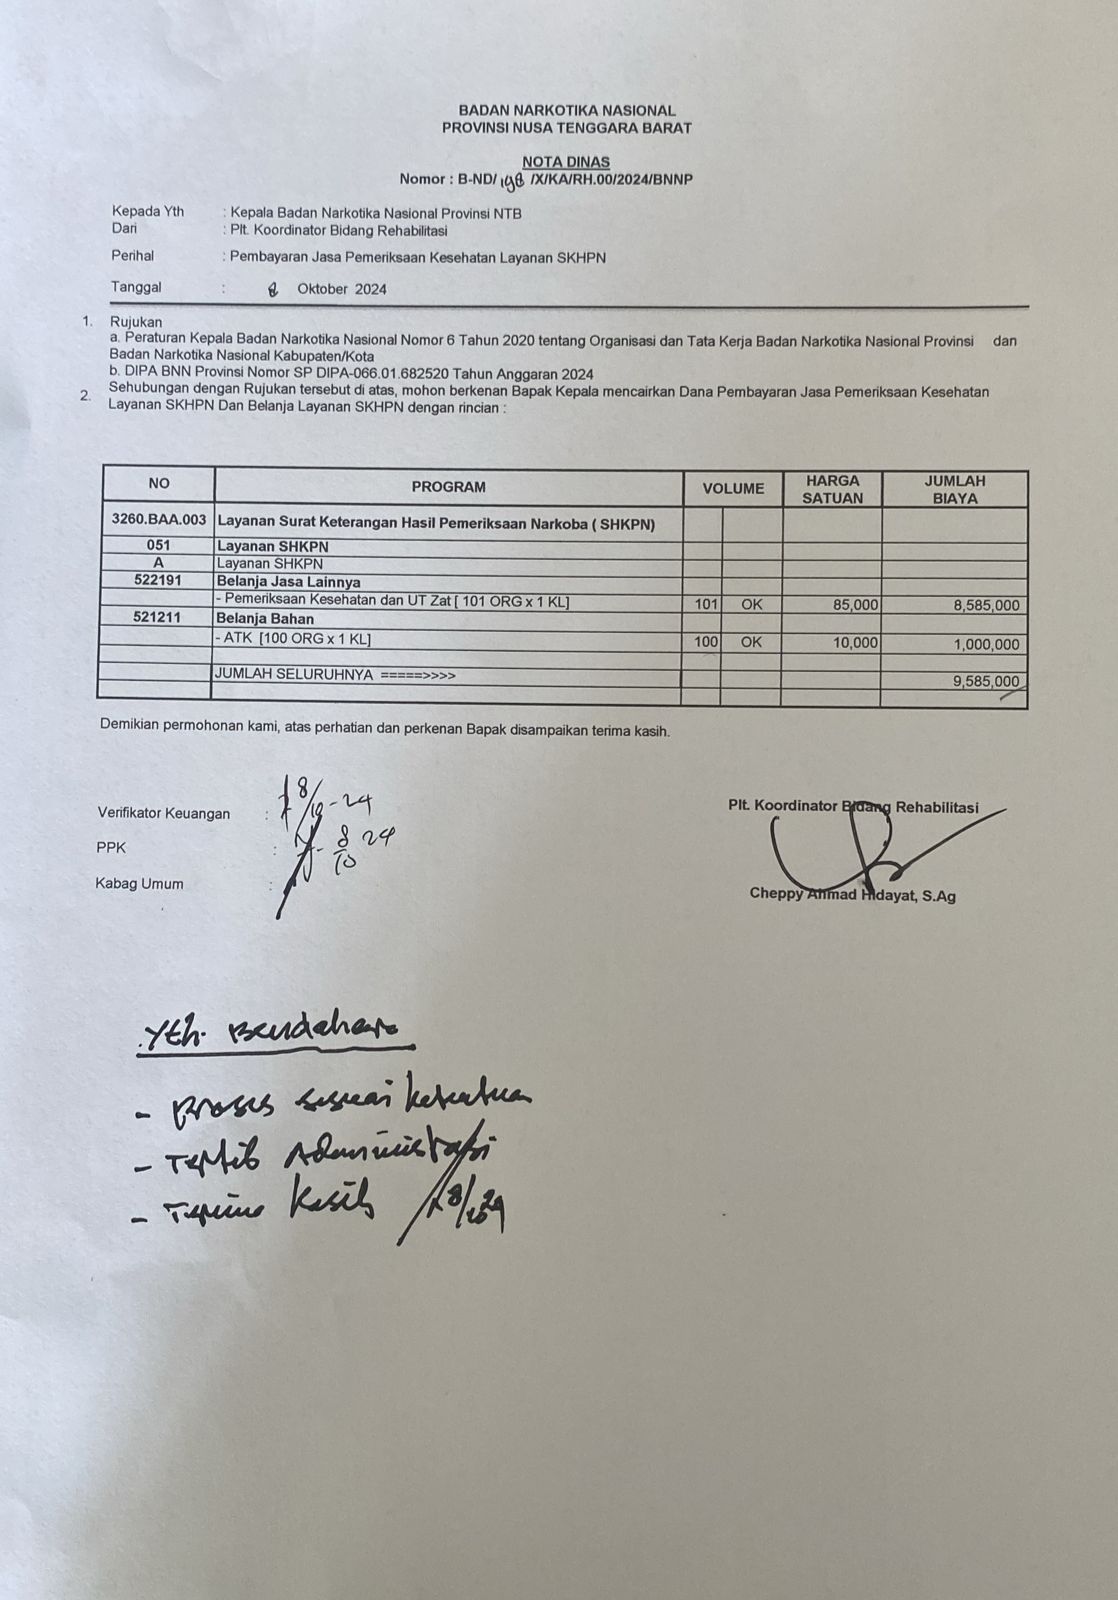 BADAN NARKOTIKA NASIONAL
PROVINSI NUSA TENGGARA BARAT
NOTA DINAS
Nomor : B-ND/ 198 /X/KA/RH.00/2024/BNNP
Kepada Yth : Kepala Badan Narkotika Nasional Provinsi NTB
Dari : Plt. Koordinator Bidang Rehabilitasi
Perihal : Pembayaran Jasa Pemeriksaan Kesehatan Layanan SKHPN
Tanggal : 8 Oktober 2024
1. Rujukan
a. Peraturan Kepala Badan Narkotika Nasional Nomor 6 Tahun 2020 tentang Organisasi dan Tata Kerja Badan Narkotika Nasional Provinsi dan
Badan Narkotika Nasional Kabupaten/Kota
b. DIPA BNN Provinsi Nomor SP DIPA-066.01.682520 Tahun Anggaran 2024
2. Sehubungan dengan Rujukan tersebut di atas, mohon berkenan Bapak Kepala mencairkan Dana Pembayaran Jasa Pemeriksaan Kesehatan
Layanan SKHPN Dan Belanja Layanan SKHPN dengan rincian :
NO PROGRAM VOLUME HARGA SATUAN JUMLAH BIAYA
3260.BAA.003 Layanan Surat Keterangan Hasil Pemeriksaan Narkoba ( SHKPN)
051 Layanan SHKPN
A Layanan SHKPN
522191 Belanja Jasa Lainnya
- Pemeriksaan Kesehatan dan UT Zat [ 101 ORG x 1 KL] 101 OK 85,000 8,585,000
521211 Belanja Bahan
- ATK [100 ORG x 1 KL] 100 OK 10,000 1,000,000
JUMLAH SELURUHNYA =====>>>> 9,585,000
Demikian permohonan kami, atas perhatian dan perkenan Bapak disampaikan terima kasih.
Verifikator Keuangan : 8/10-24
PPK : 8/10 24
Kabag Umum :
Plt. Koordinator Bidang Rehabilitasi
Cheppy Ahmad Hidayat, S.Ag
Yth. Bendahara
- Proses sesuai ketentuan
- Tertib Administrasi
- Terima Kasih 8/10 24